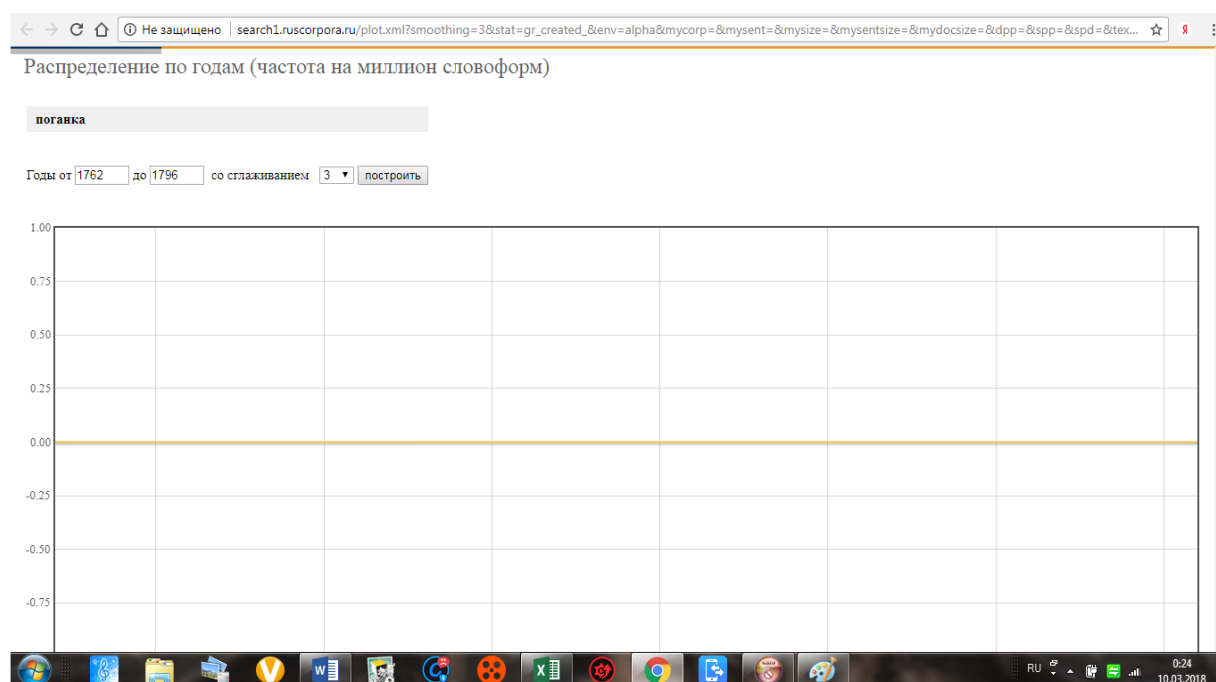 Не защищено | search1.ruscorpora.ru/plot.xml?smoothing=3&stat=gr_created_&env=alpha&mycorp=&mysent=&mysize=&mysentsize=&mydocsize=&dpp=&spp=&spd=&tex...
Распределение по годам (частота на миллион словоформ)
поганка
Годы от 1762 до 1796 со сглаживанием 3 построить
1.00
0.75
0.50
0.25
0.00
-0.25
-0.50
-0.75
RU 0:24
10.03.2018